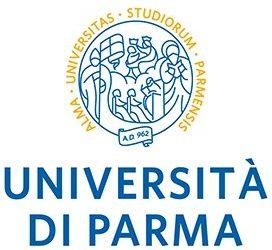 ALMA · UNIVERSITAS · STUDIORUM · PARMENSIS
A.D. 962
UNIVERSITÀ
DI PARMA